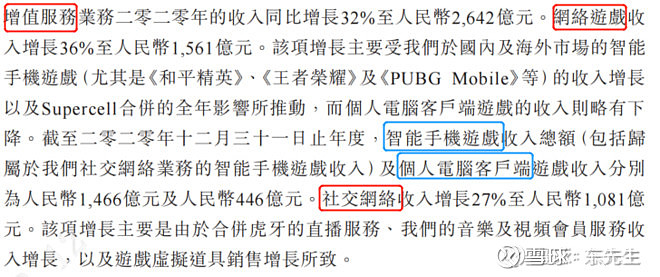 增值服務業務二零二零年的收入同比增長32%至人民幣2,642億元。網絡遊戲收
入增長36%至人民幣1,561億元。該項增長主要受我們於國內及海外市場的智能
手機遊戲(尤其是《和平精英》、《王者榮耀》及《PUBG Mobile》等)的收入增長
以及Supercell合併的全年影響所推動,而個人電腦客戶端遊戲的收入則略有下
降。截至二零二零年十二月三十一日止年度,智能手機遊戲收入總額(包括歸
屬於我們社交網絡業務的智能手機遊戲收入)及個人電腦客戶端遊戲收入分別
為人民幣1,466億元及人民幣446億元。社交網絡收入增長27%至人民幣1,081億
元。該項增長主要是由於合併虎牙的直播服務、我們的音樂及視頻會員服務收
入增長,以及遊戲虛擬道具銷售增長所致。
雪球:东先生